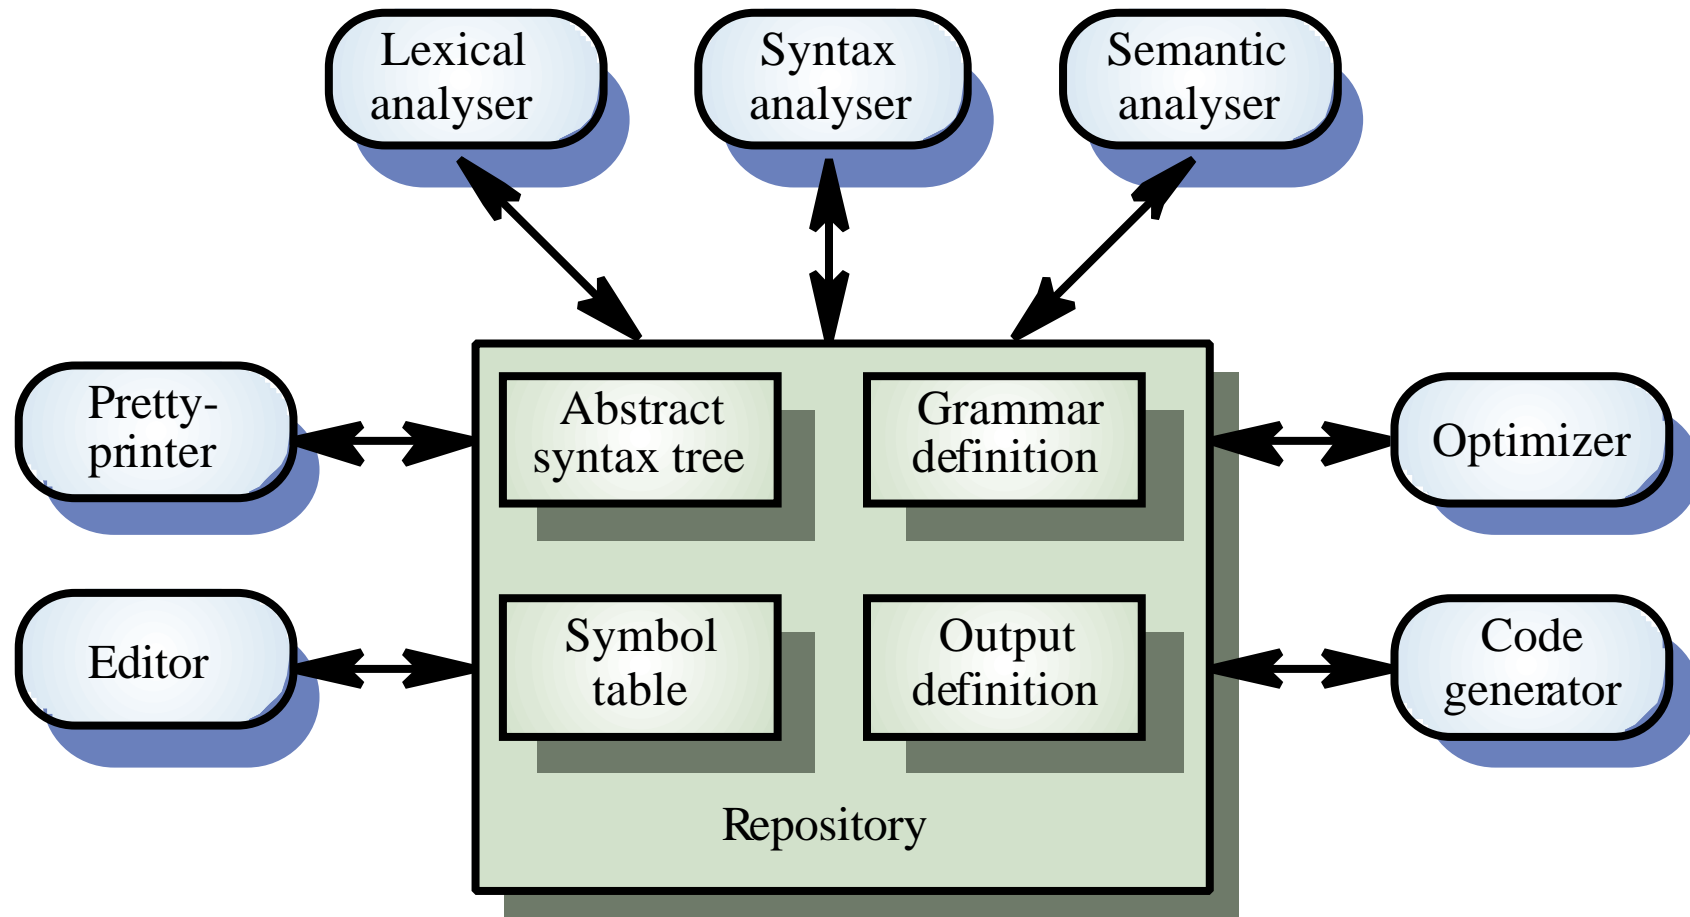 Lexical
analyser
Syntax
analyser
Semantic
analyser
Pretty-
printer
Abstract
syntax tree
Grammar
definition
Optimizer
Editor
Symbol
table
Output
definition
Code
generator
Repository